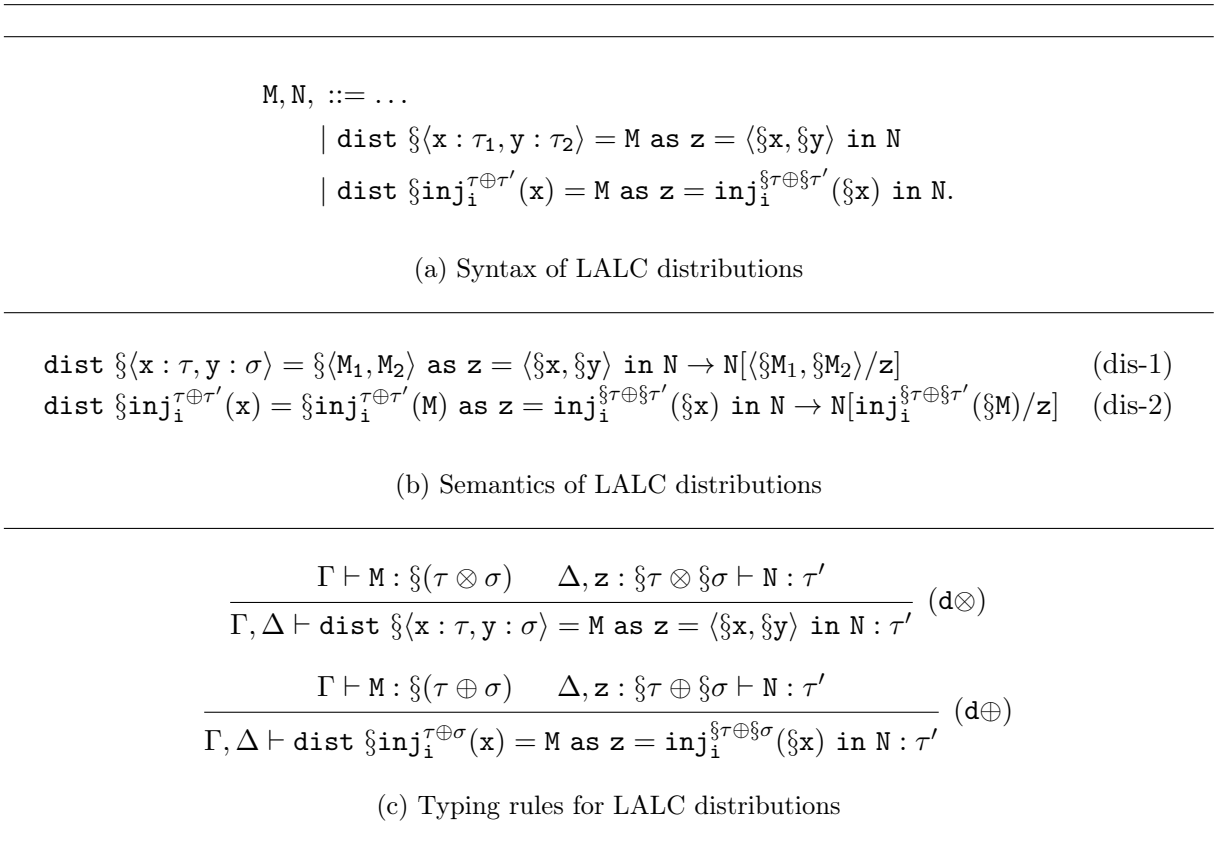 M, N, ::= …
| dist §⟨x : τ₁, y : τ₂⟩ = M as z = ⟨§x, §y⟩ in N
| dist §inj_i^{τ⊕τ′}(x) = M as z = inj_i^{§τ⊕§τ′}(§x) in N.
(a) Syntax of LALC distributions
dist §⟨x : τ, y : σ⟩ = §⟨M₁, M₂⟩ as z = ⟨§x, §y⟩ in N → N[⟨§M₁, §M₂⟩/z] (dis-1)
dist §inj_i^{τ⊕τ′}(x) = §inj_i^{τ⊕τ′}(M) as z = inj_i^{§τ⊕§τ′}(§x) in N → N[inj_i^{§τ⊕§τ′}(§M)/z] (dis-2)
(b) Semantics of LALC distributions
Γ ⊢ M : §(τ ⊗ σ) Δ, z : §τ ⊗ §σ ⊢ N : τ′
(d⊗)
Γ, Δ ⊢ dist §⟨x : τ, y : σ⟩ = M as z = ⟨§x, §y⟩ in N : τ′
Γ ⊢ M : §(τ ⊕ σ) Δ, z : §τ ⊕ §σ ⊢ N : τ′
(d⊕)
Γ, Δ ⊢ dist §inj_i^{τ⊕σ}(x) = M as z = inj_i^{§τ⊕§σ}(§x) in N : τ′
(c) Typing rules for LALC distributions